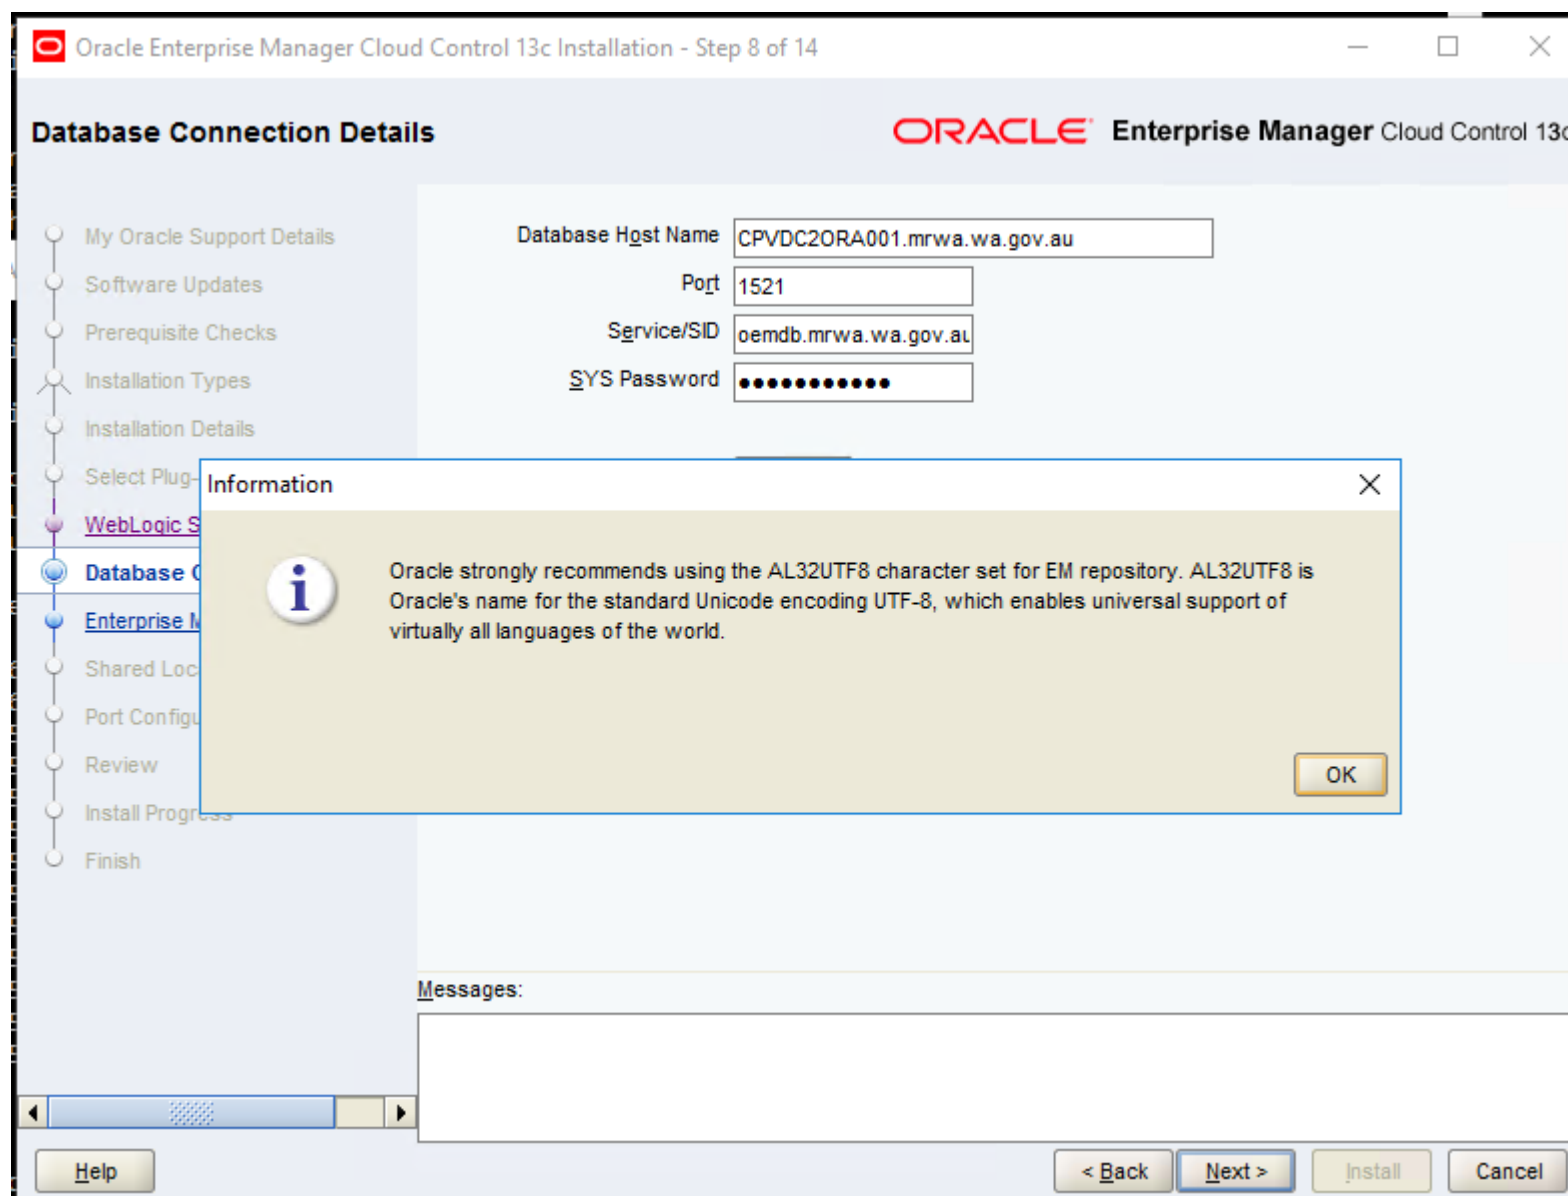 Oracle Enterprise Manager Cloud Control 13c Installation - Step 8 of 14
Database Connection Details
ORACLE Enterprise Manager Cloud Control 13c
My Oracle Support Details
Software Updates
Prerequisite Checks
Installation Types
Installation Details
Select Plug-
WebLogic S
Database C
Enterprise M
Shared Loc
Port Configu
Review
Install Progress
Finish
Database Host Name CPVDC2ORA001.mrwa.wa.gov.au
Port 1521
Service/SID oemdb.mrwa.wa.gov.au
SYS Password •••••••••••
Information
Oracle strongly recommends using the AL32UTF8 character set for EM repository. AL32UTF8 is
Oracle's name for the standard Unicode encoding UTF-8, which enables universal support of
virtually all languages of the world.
OK
Messages:
Help
< Back
Next >
Install
Cancel